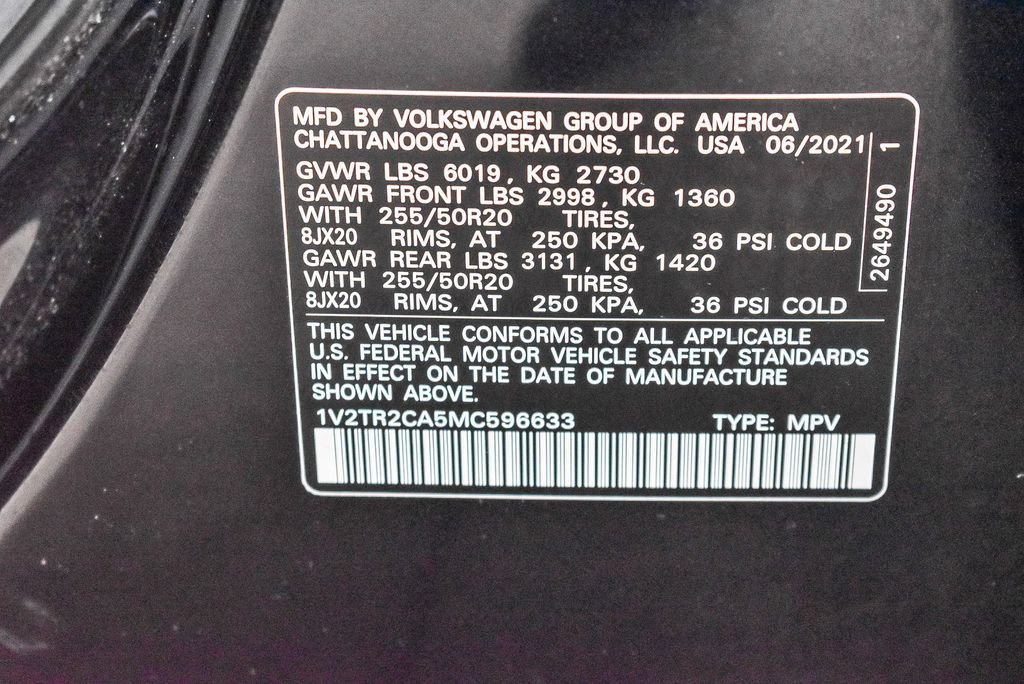 MFD BY VOLKSWAGEN GROUP OF AMERICA
CHATTANOOGA OPERATIONS, LLC. USA 06/2021
GVWR LBS 6019, KG 2730
GAWR FRONT LBS 2998, KG 1360
WITH 255/50R20 TIRES,
8JX20 RIMS, AT 250 KPA, 36 PSI COLD
GAWR REAR LBS 3131, KG 1420
WITH 255/50R20 TIRES,
8JX20 RIMS, AT 250 KPA, 36 PSI COLD
2649490 1
THIS VEHICLE CONFORMS TO ALL APPLICABLE
U.S. FEDERAL MOTOR VEHICLE SAFETY STANDARDS
IN EFFECT ON THE DATE OF MANUFACTURE
SHOWN ABOVE.
1V2TR2CA5MC596633 TYPE: MPV